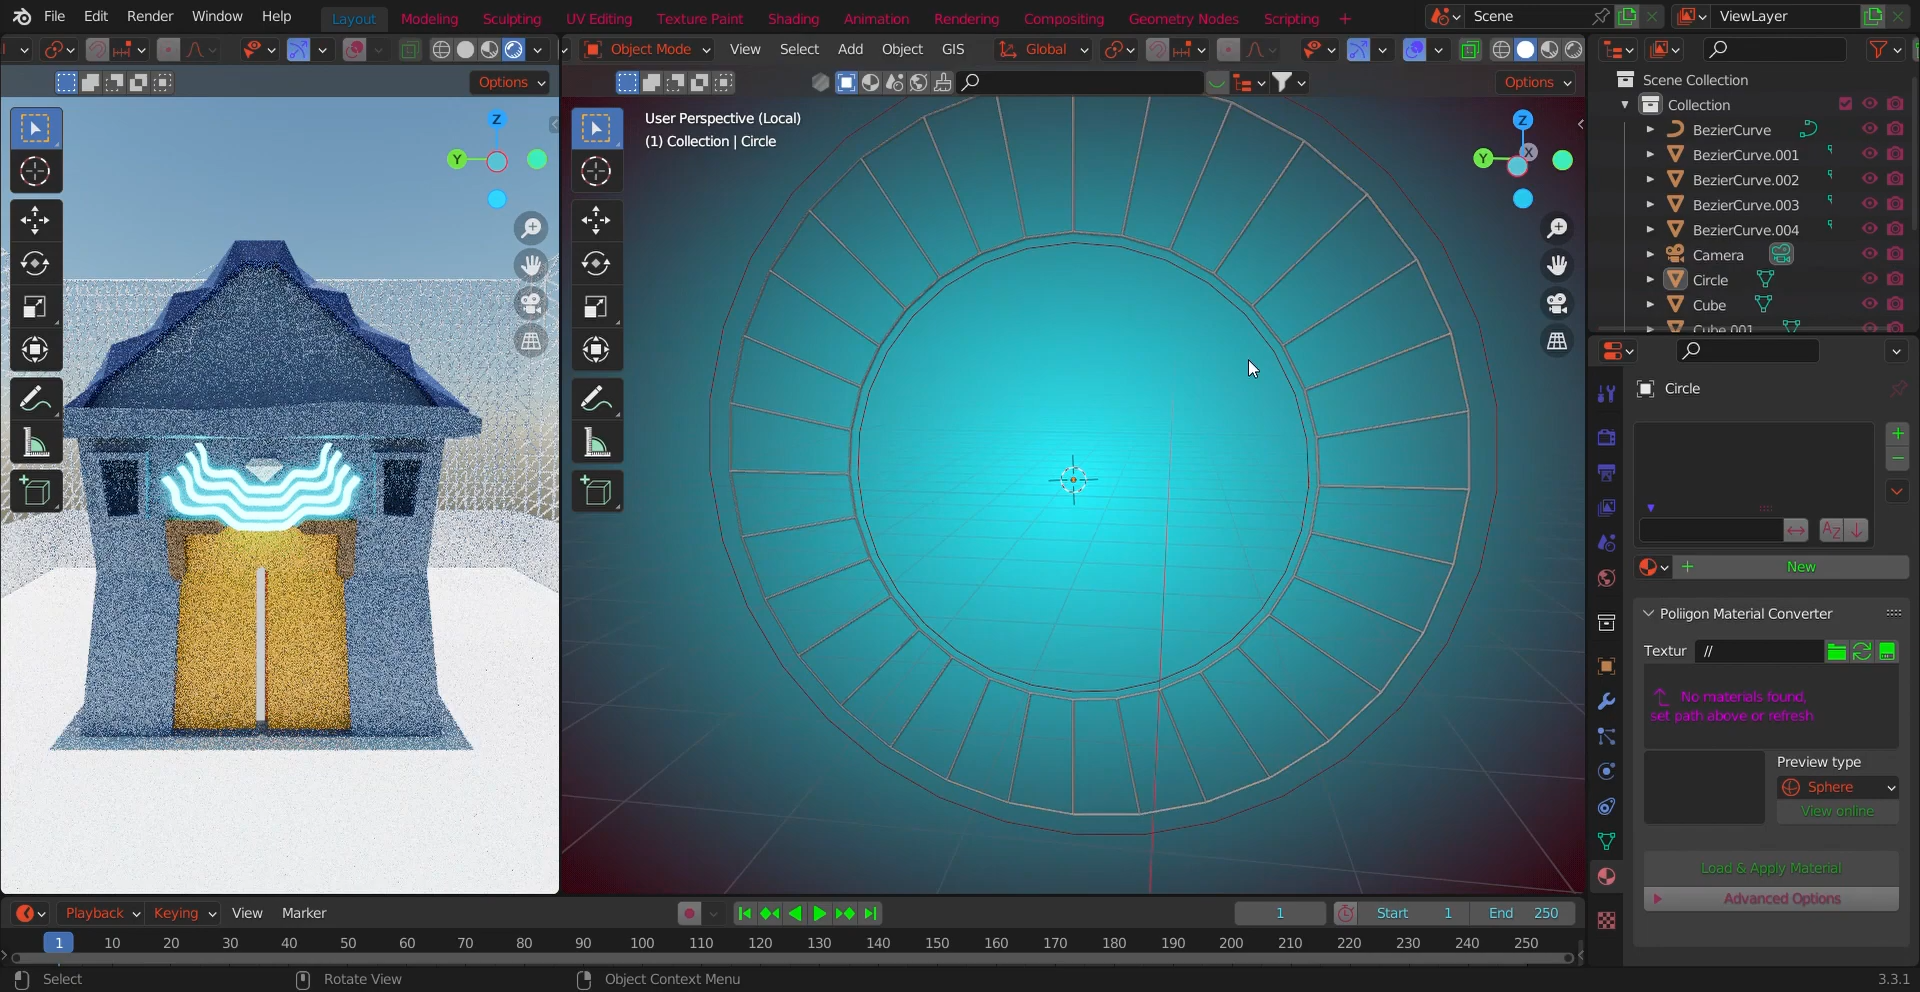 File Edit Render Window Help
Layout Modeling Sculpting UV Editing Texture Paint Shading Animation Rendering Compositing Geometry Nodes Scripting +
Scene
ViewLayer
Object Mode View Select Add Object GIS Global
Options
Options
User Perspective (Local)
(1) Collection | Circle
Z
Y
Z
Y
X
Scene Collection
Collection
BezierCurve
BezierCurve.001
BezierCurve.002
BezierCurve.003
BezierCurve.004
Camera
Circle
Cube
Cube.001
Circle
New
Poliigon Material Converter
Textur //
No materials found,
set path above or refresh
Preview type
Sphere
View online
Load & Apply Material
Advanced Options
Playback Keying View Marker
1 Start 1 End 250
1 10 20 30 40 50 60 70 80 90 100 110 120 130 140 150 160 170 180 190 200 210 220 230 240 250
Select Rotate View Object Context Menu 3.3.1